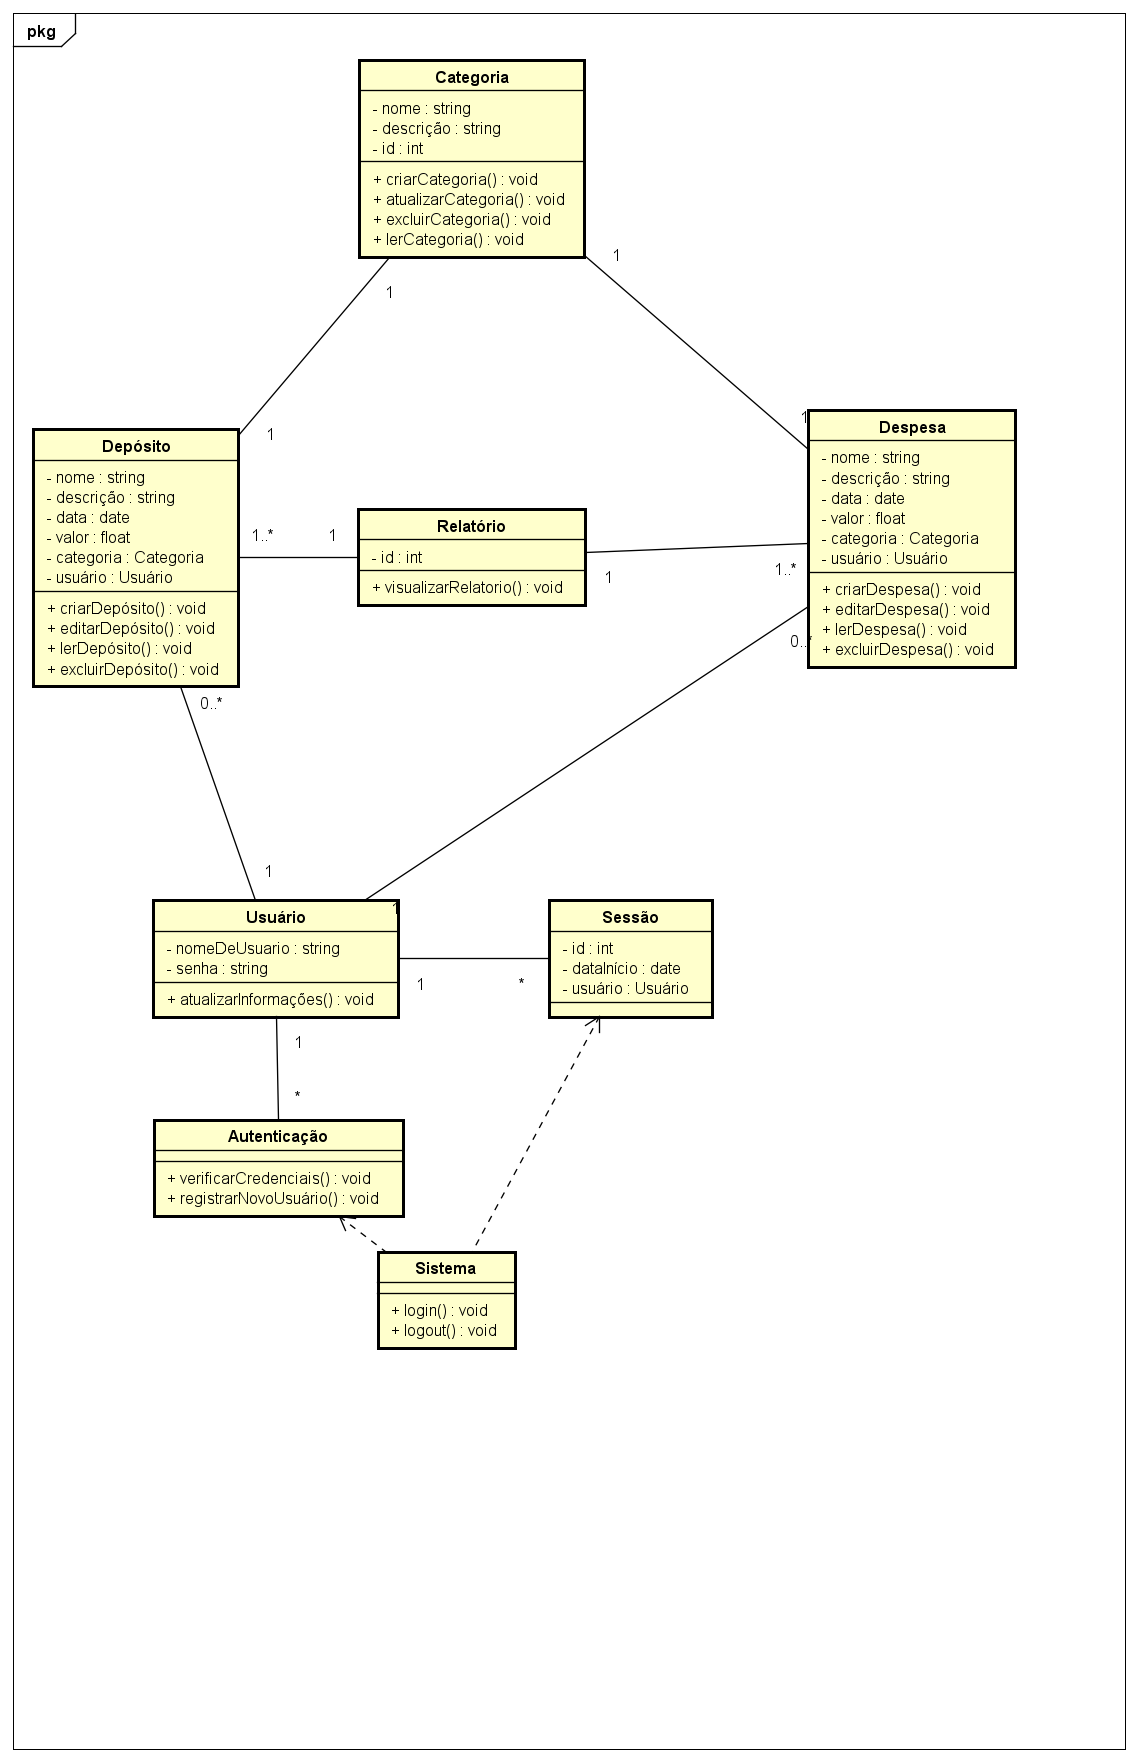 pkg
Categoria
- nome : string
- descrição : string
- id : int
+ criarCategoria() : void
+ atualizarCategoria() : void
+ excluirCategoria() : void
+ lerCategoria() : void
1
1
1
1
Depósito
- nome : string
- descrição : string
- data : date
- valor : float
- categoria : Categoria
- usuário : Usuário
+ criarDepósito() : void
+ editarDepósito() : void
+ lerDepósito() : void
+ excluirDepósito() : void
1..*
1
Relatório
- id : int
+ visualizarRelatorio() : void
1
1..*
Despesa
- nome : string
- descrição : string
- data : date
- valor : float
- categoria : Categoria
- usuário : Usuário
+ criarDespesa() : void
+ editarDespesa() : void
+ lerDespesa() : void
+ excluirDespesa() : void
0..*
0..*
1
1
Usuário
- nomeDeUsuario : string
- senha : string
+ atualizarInformações() : void
1
*
Sessão
- id : int
- dataInício : date
- usuário : Usuário
1
*
Autenticação
+ verificarCredenciais() : void
+ registrarNovoUsuário() : void
Sistema
+ login() : void
+ logout() : void